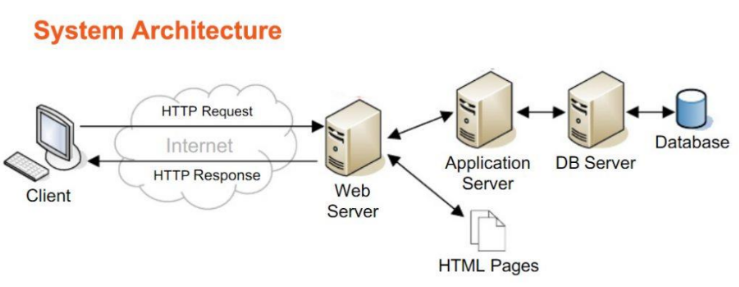 System Architecture
HTTP Request
Internet
HTTP Response
Client
Web
Server
Application
Server
DB Server
Database
HTML Pages